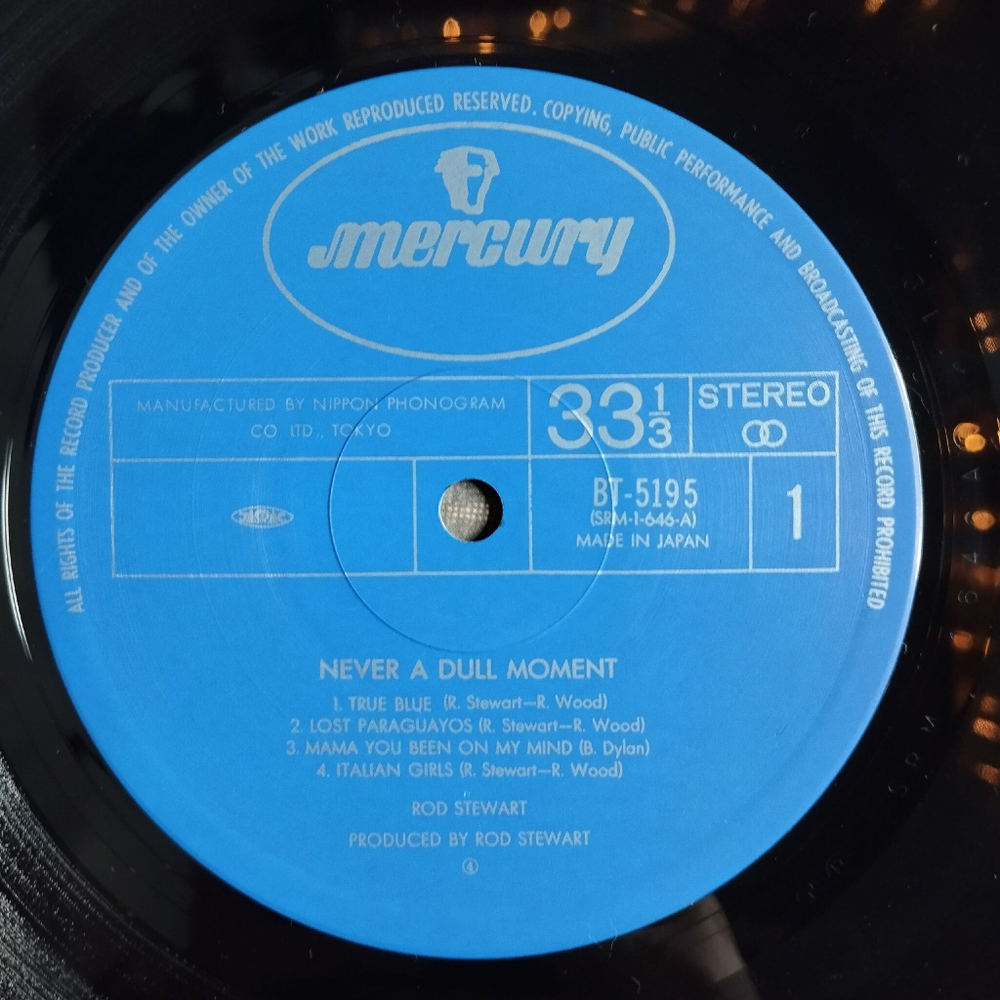 ALL RIGHTS OF THE RECORD PRODUCER AND OF THE OWNER OF THE WORK REPRODUCED RESERVED. COPYING, PUBLIC PERFORMANCE AND BROADCASTING OF THIS RECORD PROHIBITED
mercury
MANUFACTURED BY NIPPON PHONOGRAM
CO LTD., TOKYO
33 1/3
STEREO
BT-5195
(SRM-1-646-A)
MADE IN JAPAN
1
NEVER A DULL MOMENT
1. TRUE BLUE (R. Stewart—R. Wood)
2. LOST PARAGUAYOS (R. Stewart—R. Wood)
3. MAMA YOU BEEN ON MY MIND (B. Dylan)
4. ITALIAN GIRLS (R. Stewart—R. Wood)
ROD STEWART
PRODUCED BY ROD STEWART
④